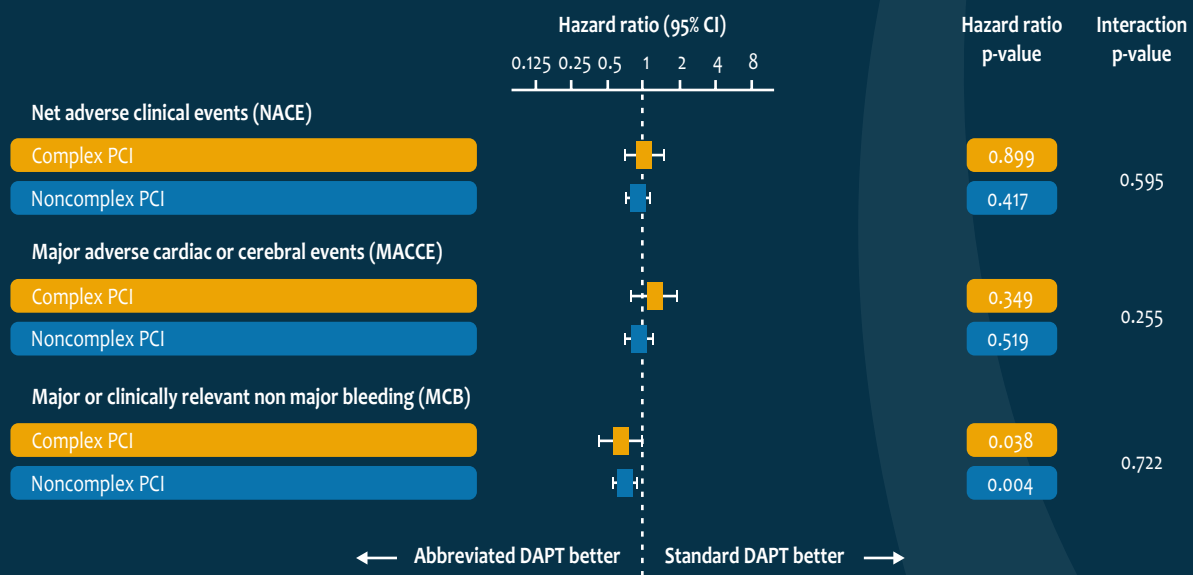 Hazard ratio (95% CI)
Hazard ratio
p-value
Interaction
p-value
0.125 0.25 0.5 1 2 4 8
Net adverse clinical events (NACE)
Complex PCI
0.899
Noncomplex PCI
0.417
0.595
Major adverse cardiac or cerebral events (MACCE)
Complex PCI
0.349
Noncomplex PCI
0.519
0.255
Major or clinically relevant non major bleeding (MCB)
Complex PCI
0.038
Noncomplex PCI
0.004
0.722
Abbreviated DAPT better
Standard DAPT better